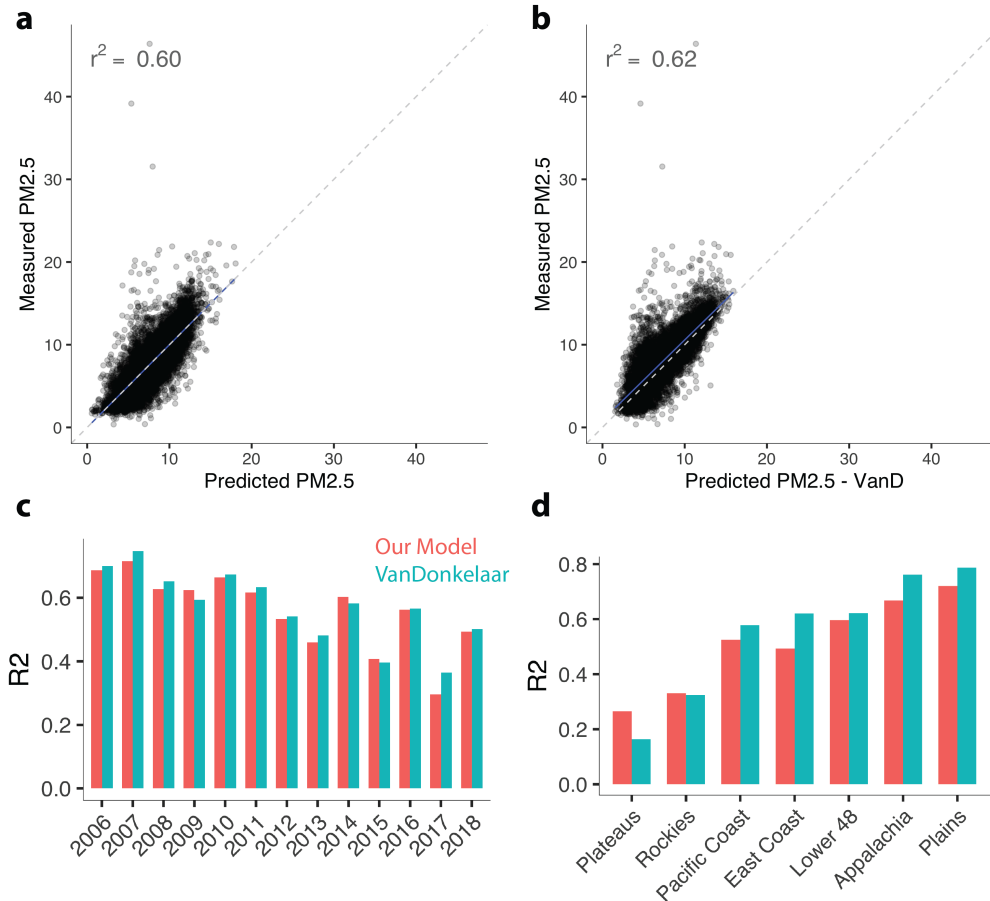 a
r2 = 0.60
Measured PM2.5
40
30
20
10
0
0 10 20 30 40
Predicted PM2.5
b
r2 = 0.62
Measured PM2.5
40
30
20
10
0
0 10 20 30 40
Predicted PM2.5 - VanD
c
Our Model
VanDonkelaar
R2
0.6
0.4
0.2
0.0
2006 2007 2008 2009 2010 2011 2012 2013 2014 2015 2016 2017 2018
d
R2
0.8
0.6
0.4
0.2
0.0
Plateaus Rockies Pacific Coast East Coast Lower 48 Appalachia Plains